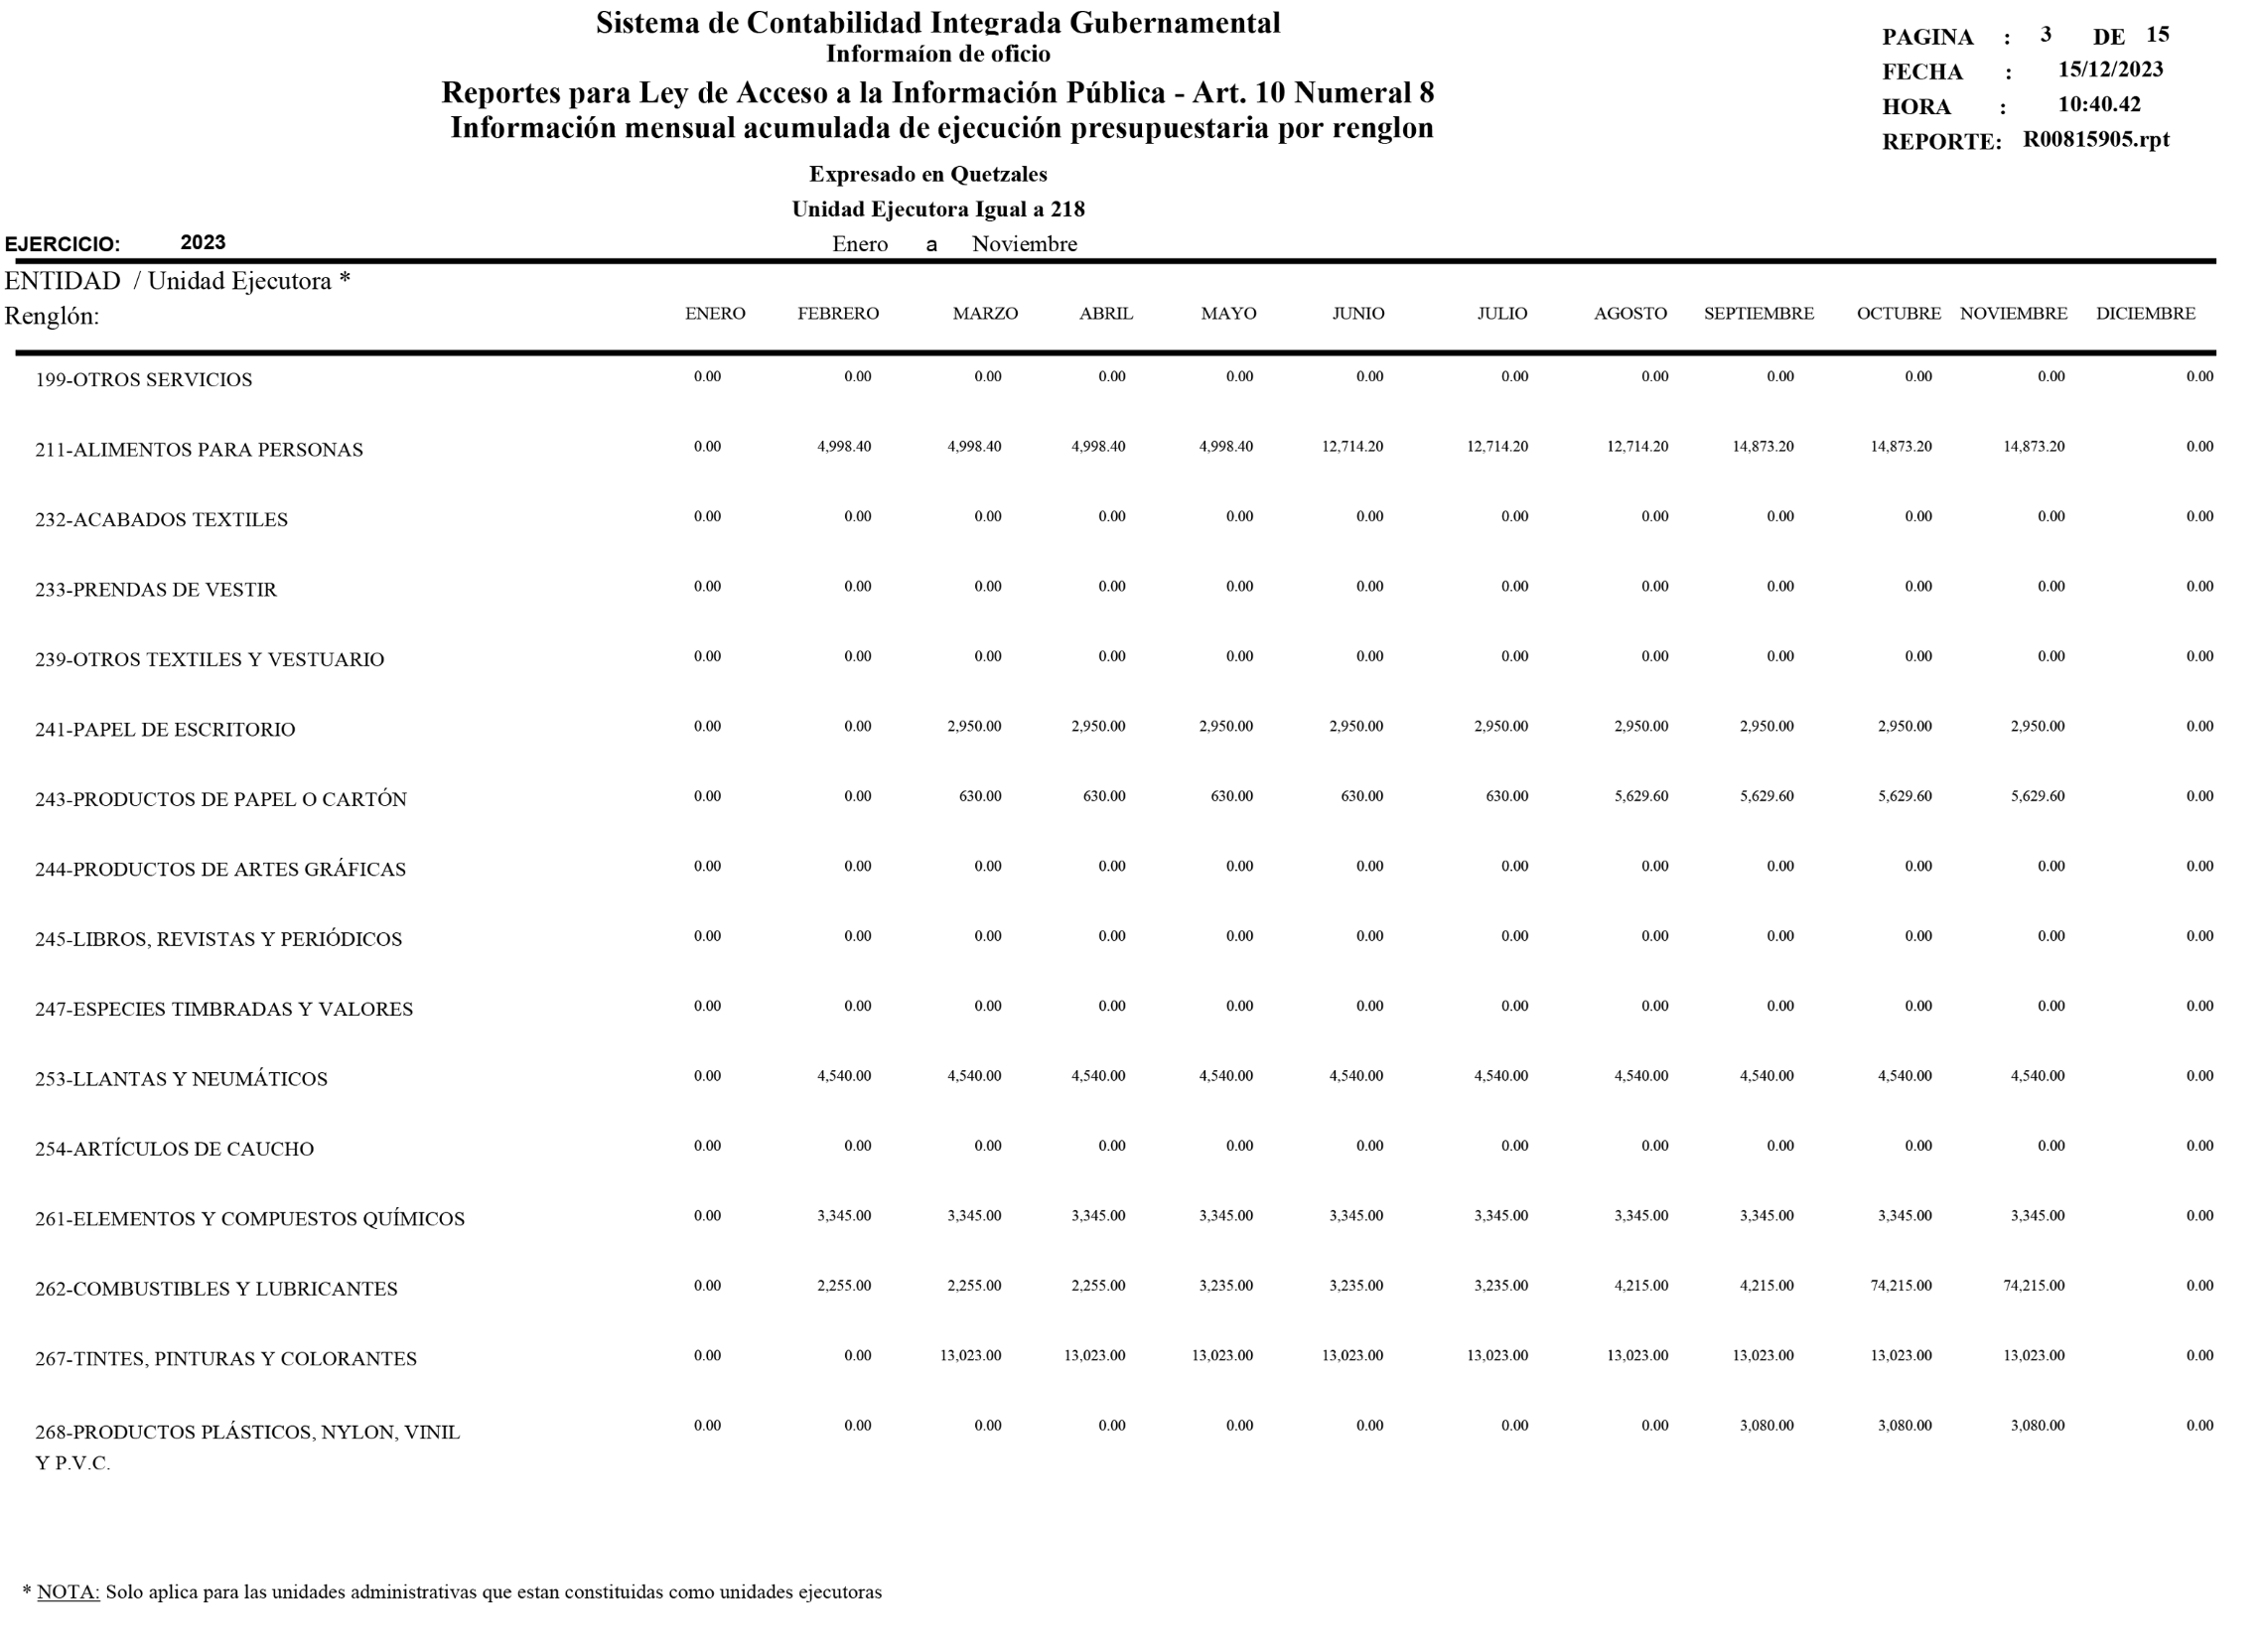 Sistema de Contabilidad Integrada Gubernamental
Informaíon de oficio
Reportes para Ley de Acceso a la Información Pública - Art. 10 Numeral 8
Información mensual acumulada de ejecución presupuestaria por renglon
Expresado en Quetzales
Unidad Ejecutora Igual a 218
PAGINA : 3 DE 15
FECHA : 15/12/2023
HORA : 10:40.42
REPORTE: R00815905.rpt
EJERCICIO: 2023 Enero a Noviembre
ENTIDAD / Unidad Ejecutora *
Renglón: ENERO FEBRERO MARZO ABRIL MAYO JUNIO JULIO AGOSTO SEPTIEMBRE OCTUBRE NOVIEMBRE DICIEMBRE
199-OTROS SERVICIOS 0.00 0.00 0.00 0.00 0.00 0.00 0.00 0.00 0.00 0.00 0.00 0.00
211-ALIMENTOS PARA PERSONAS 0.00 4,998.40 4,998.40 4,998.40 4,998.40 12,714.20 12,714.20 12,714.20 14,873.20 14,873.20 14,873.20 0.00
232-ACABADOS TEXTILES 0.00 0.00 0.00 0.00 0.00 0.00 0.00 0.00 0.00 0.00 0.00 0.00
233-PRENDAS DE VESTIR 0.00 0.00 0.00 0.00 0.00 0.00 0.00 0.00 0.00 0.00 0.00 0.00
239-OTROS TEXTILES Y VESTUARIO 0.00 0.00 0.00 0.00 0.00 0.00 0.00 0.00 0.00 0.00 0.00 0.00
241-PAPEL DE ESCRITORIO 0.00 0.00 2,950.00 2,950.00 2,950.00 2,950.00 2,950.00 2,950.00 2,950.00 2,950.00 2,950.00 0.00
243-PRODUCTOS DE PAPEL O CARTÓN 0.00 0.00 630.00 630.00 630.00 630.00 630.00 5,629.60 5,629.60 5,629.60 5,629.60 0.00
244-PRODUCTOS DE ARTES GRÁFICAS 0.00 0.00 0.00 0.00 0.00 0.00 0.00 0.00 0.00 0.00 0.00 0.00
245-LIBROS, REVISTAS Y PERIÓDICOS 0.00 0.00 0.00 0.00 0.00 0.00 0.00 0.00 0.00 0.00 0.00 0.00
247-ESPECIES TIMBRADAS Y VALORES 0.00 0.00 0.00 0.00 0.00 0.00 0.00 0.00 0.00 0.00 0.00 0.00
253-LLANTAS Y NEUMÁTICOS 0.00 4,540.00 4,540.00 4,540.00 4,540.00 4,540.00 4,540.00 4,540.00 4,540.00 4,540.00 4,540.00 0.00
254-ARTÍCULOS DE CAUCHO 0.00 0.00 0.00 0.00 0.00 0.00 0.00 0.00 0.00 0.00 0.00 0.00
261-ELEMENTOS Y COMPUESTOS QUÍMICOS 0.00 3,345.00 3,345.00 3,345.00 3,345.00 3,345.00 3,345.00 3,345.00 3,345.00 3,345.00 3,345.00 0.00
262-COMBUSTIBLES Y LUBRICANTES 0.00 2,255.00 2,255.00 2,255.00 3,235.00 3,235.00 3,235.00 4,215.00 4,215.00 74,215.00 74,215.00 0.00
267-TINTES, PINTURAS Y COLORANTES 0.00 0.00 13,023.00 13,023.00 13,023.00 13,023.00 13,023.00 13,023.00 13,023.00 13,023.00 13,023.00 0.00
268-PRODUCTOS PLÁSTICOS, NYLON, VINIL 0.00 0.00 0.00 0.00 0.00 0.00 0.00 0.00 3,080.00 3,080.00 3,080.00 0.00
Y P.V.C.
* NOTA: Solo aplica para las unidades administrativas que estan constituidas como unidades ejecutoras